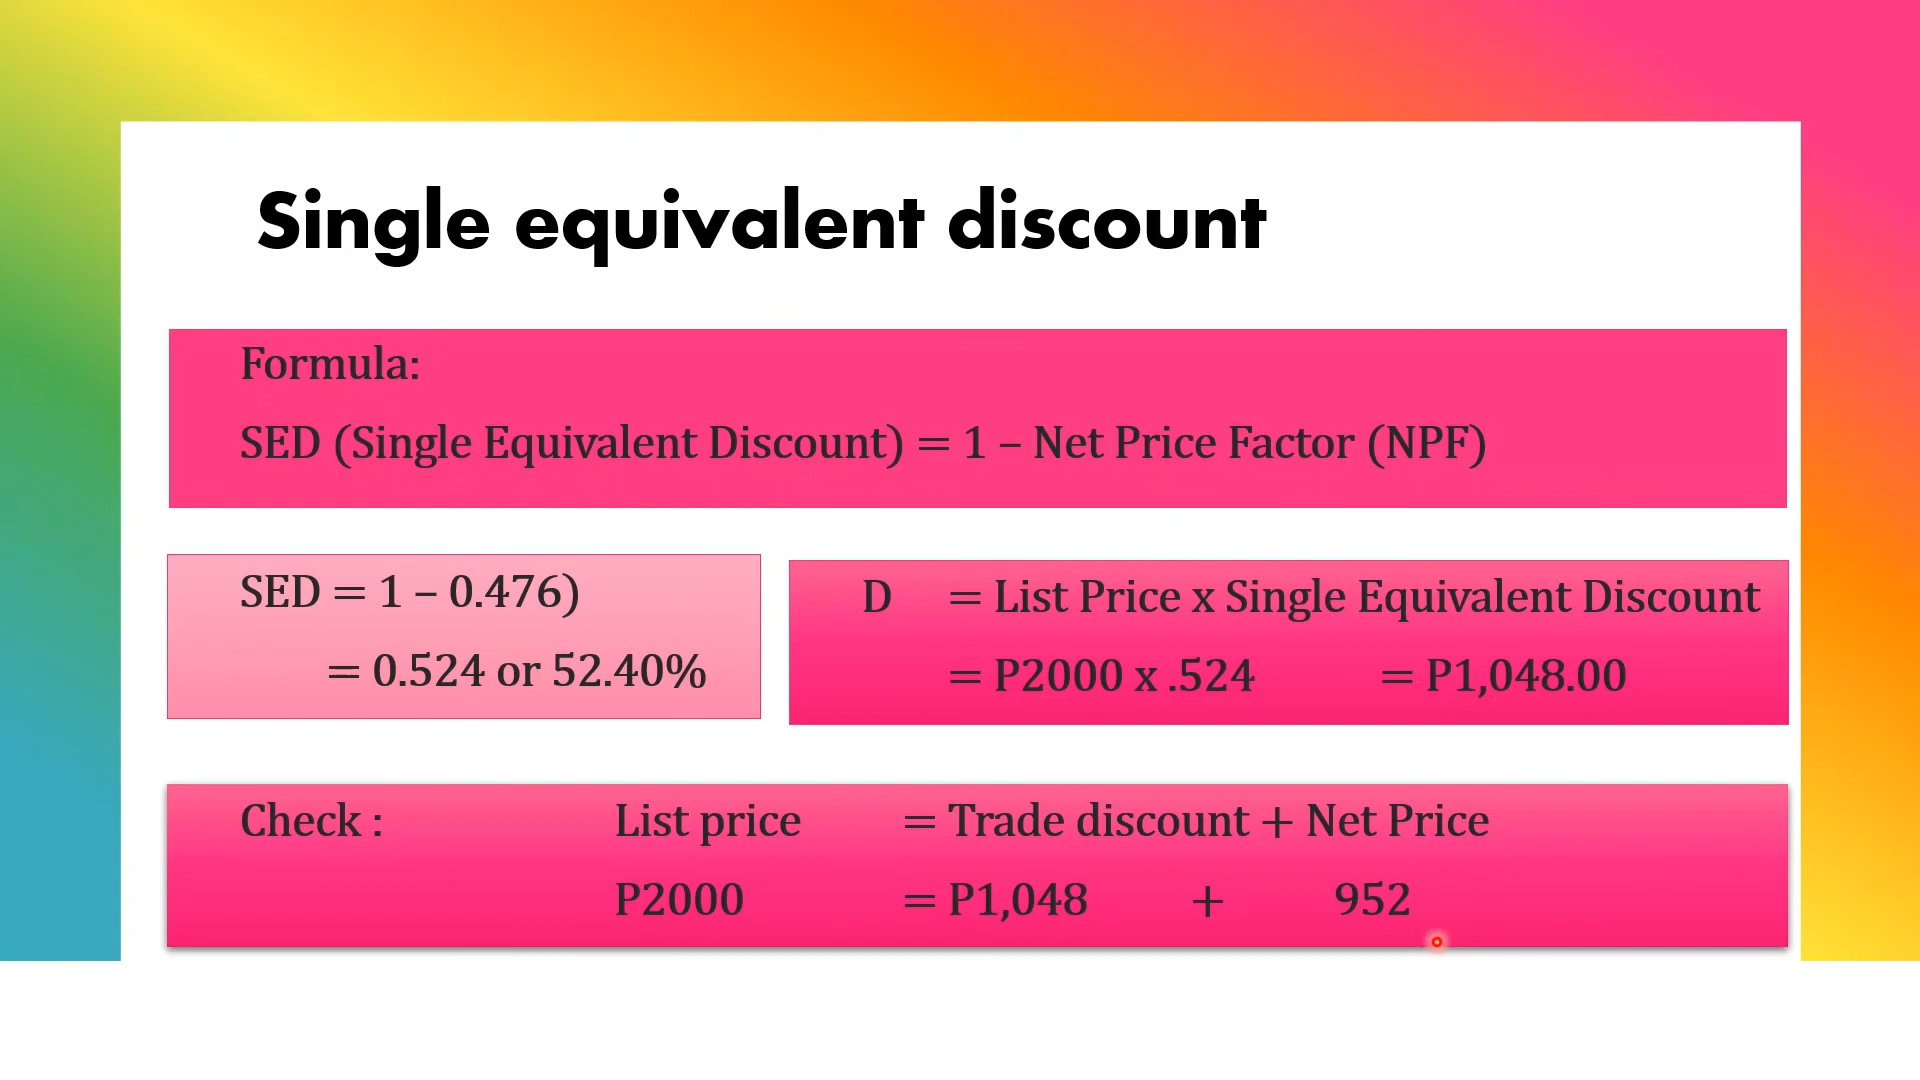 Single equivalent discount
Formula:
SED (Single Equivalent Discount) = 1 – Net Price Factor (NPF)
SED = 1 – 0.476)
= 0.524 or 52.40%
D = List Price x Single Equivalent Discount
= P2000 x .524 = P1,048.00
Check : List price = Trade discount + Net Price
P2000 = P1,048 + 952